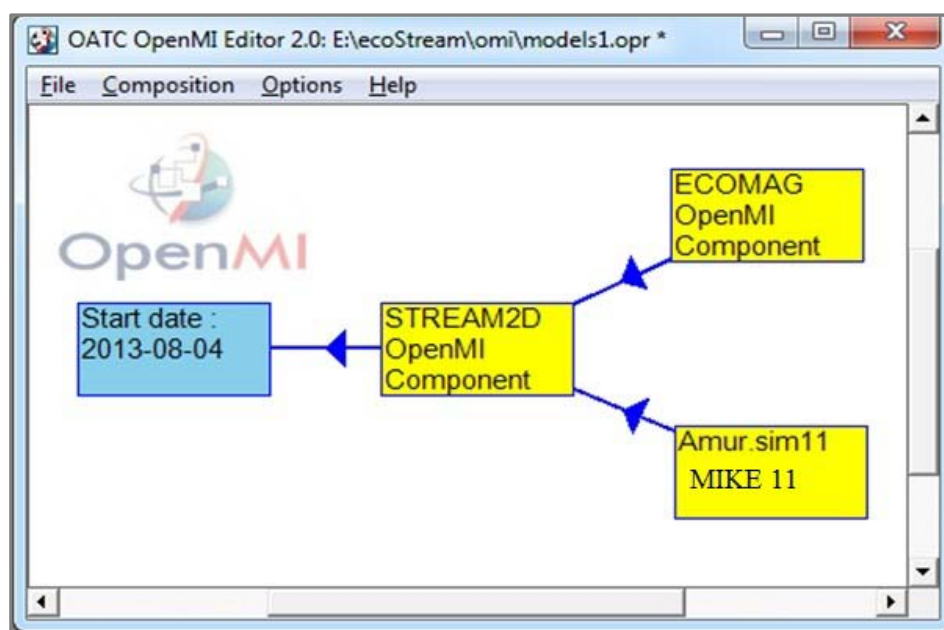 OATC OpenMI Editor 2.0: E:\ecoStream\omi\models1.opr *
File Composition Options Help
OpenMI
ECOMAG
OpenMI
Component
Start date :
2013-08-04
STREAM2D
OpenMI
Component
Amur.sim11
MIKE 11